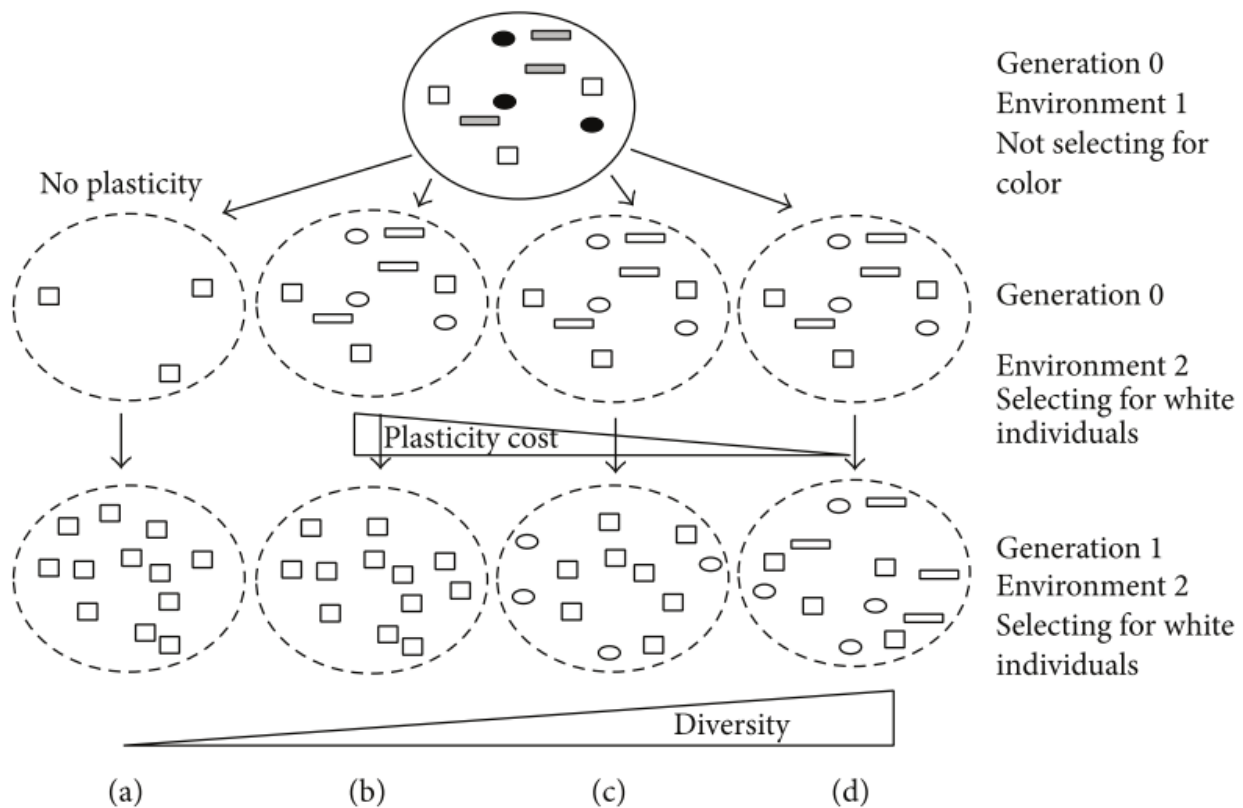 Generation 0
Environment 1
Not selecting for
color
No plasticity
Generation 0
Environment 2
Selecting for white
individuals
Plasticity cost
Generation 1
Environment 2
Selecting for white
individuals
Diversity
(a)
(b)
(c)
(d)